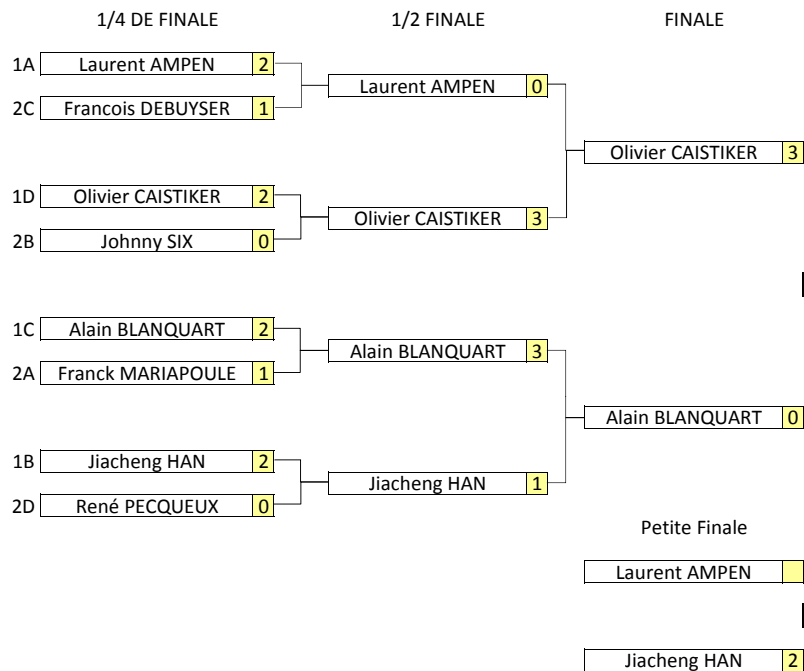 1/4 DE FINALE 1/2 FINALE FINALE
1A Laurent AMPEN 2
Laurent AMPEN 0
2C Francois DEBUYSER 1
Olivier CAISTIKER 3
1D Olivier CAISTIKER 2
Olivier CAISTIKER 3
2B Johnny SIX 0
1C Alain BLANQUART 2
Alain BLANQUART 3
2A Franck MARIAPOULE 1
Alain BLANQUART 0
1B Jiacheng HAN 2
Jiacheng HAN 1
2D René PECQUEUX 0
Petite Finale
Laurent AMPEN
Jiacheng HAN 2